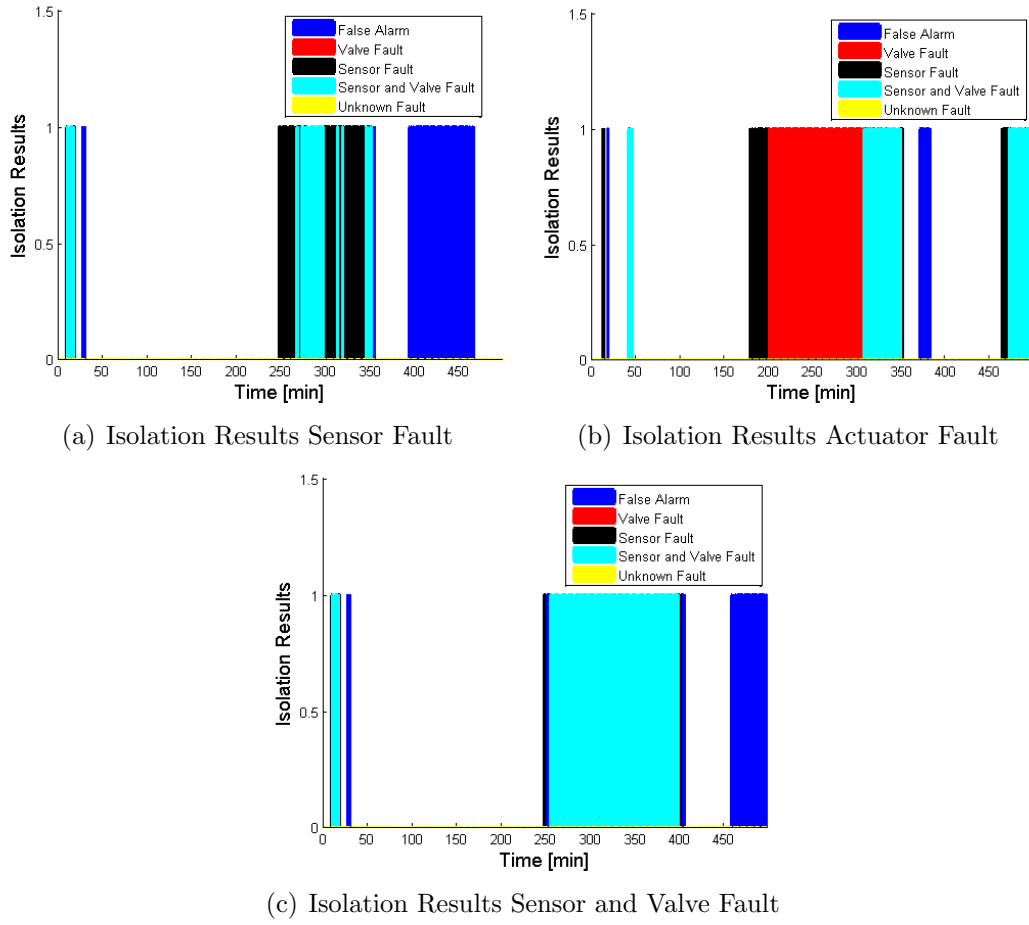 1.5
1
0.5
0
Isolation Results
False Alarm
Valve Fault
Sensor Fault
Sensor and Valve Fault
Unknown Fault
0 50 100 150 200 250 300 350 400 450
Time [min]
(a) Isolation Results Sensor Fault
1.5
1
0.5
0
Isolation Results
False Alarm
Valve Fault
Sensor Fault
Sensor and Valve Fault
Unknown Fault
0 50 100 150 200 250 300 350 400 450
Time [min]
(b) Isolation Results Actuator Fault
1.5
1
0.5
0
Isolation Results
False Alarm
Valve Fault
Sensor Fault
Sensor and Valve Fault
Unknown Fault
0 50 100 150 200 250 300 350 400 450
Time [min]
(c) Isolation Results Sensor and Valve Fault